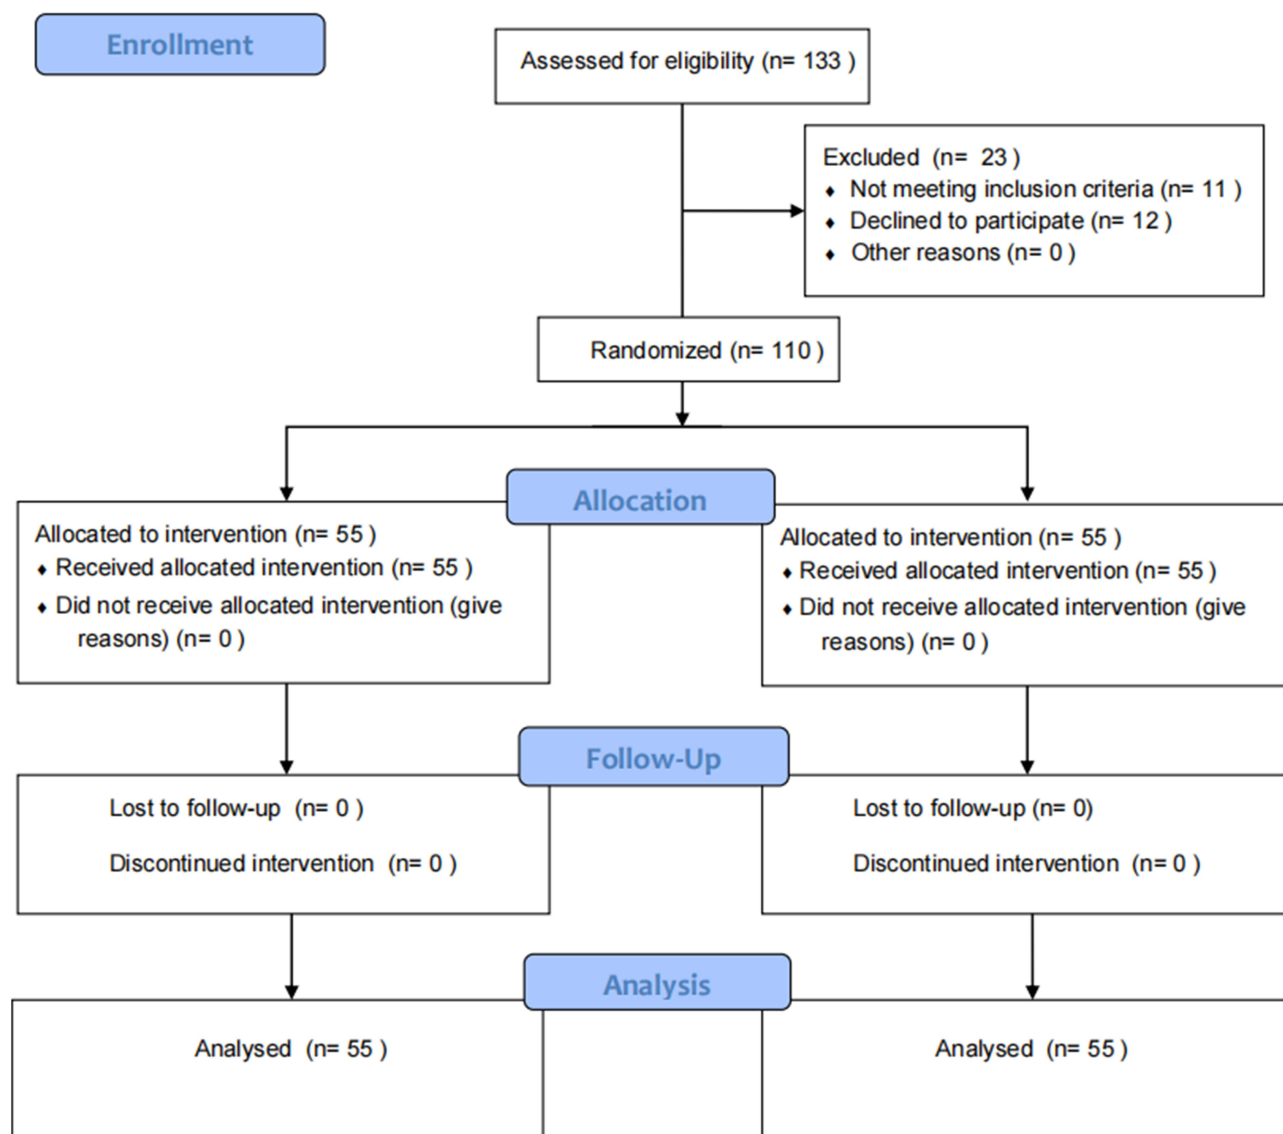 Enrollment
Assessed for eligibility (n= 133 )
Excluded (n= 23 )
♦ Not meeting inclusion criteria (n= 11 )
♦ Declined to participate (n= 12 )
♦ Other reasons (n= 0 )
Randomized (n= 110 )
Allocation
Allocated to intervention (n= 55 )
♦ Received allocated intervention (n= 55 )
♦ Did not receive allocated intervention (give
reasons) (n= 0 )
Allocated to intervention (n= 55 )
♦ Received allocated intervention (n= 55 )
♦ Did not receive allocated intervention (give
reasons) (n= 0 )
Follow-Up
Lost to follow-up (n= 0 )
Discontinued intervention (n= 0 )
Lost to follow-up (n= 0)
Discontinued intervention (n= 0 )
Analysis
Analysed (n= 55 )
Analysed (n= 55 )